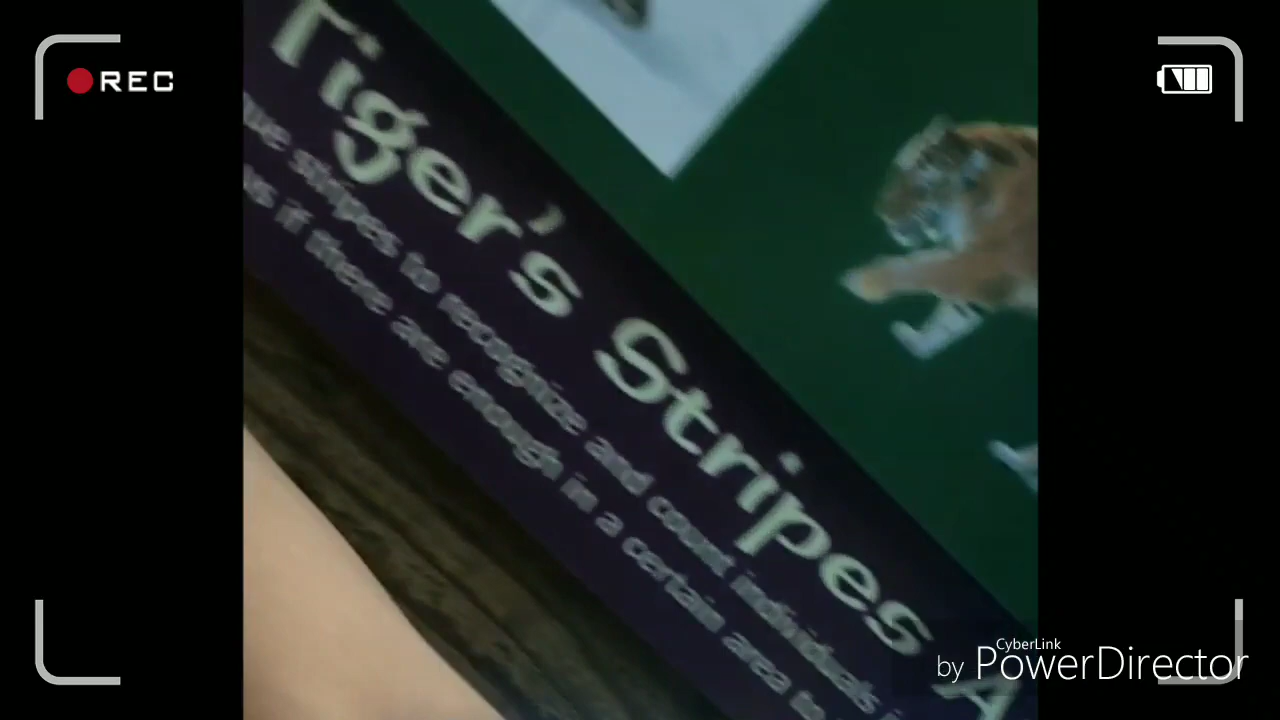 REC
Tiger's Stripes A
stripes to recognize and count individuals
if there are enough in a certain area to
CyberLink
by PowerDirector